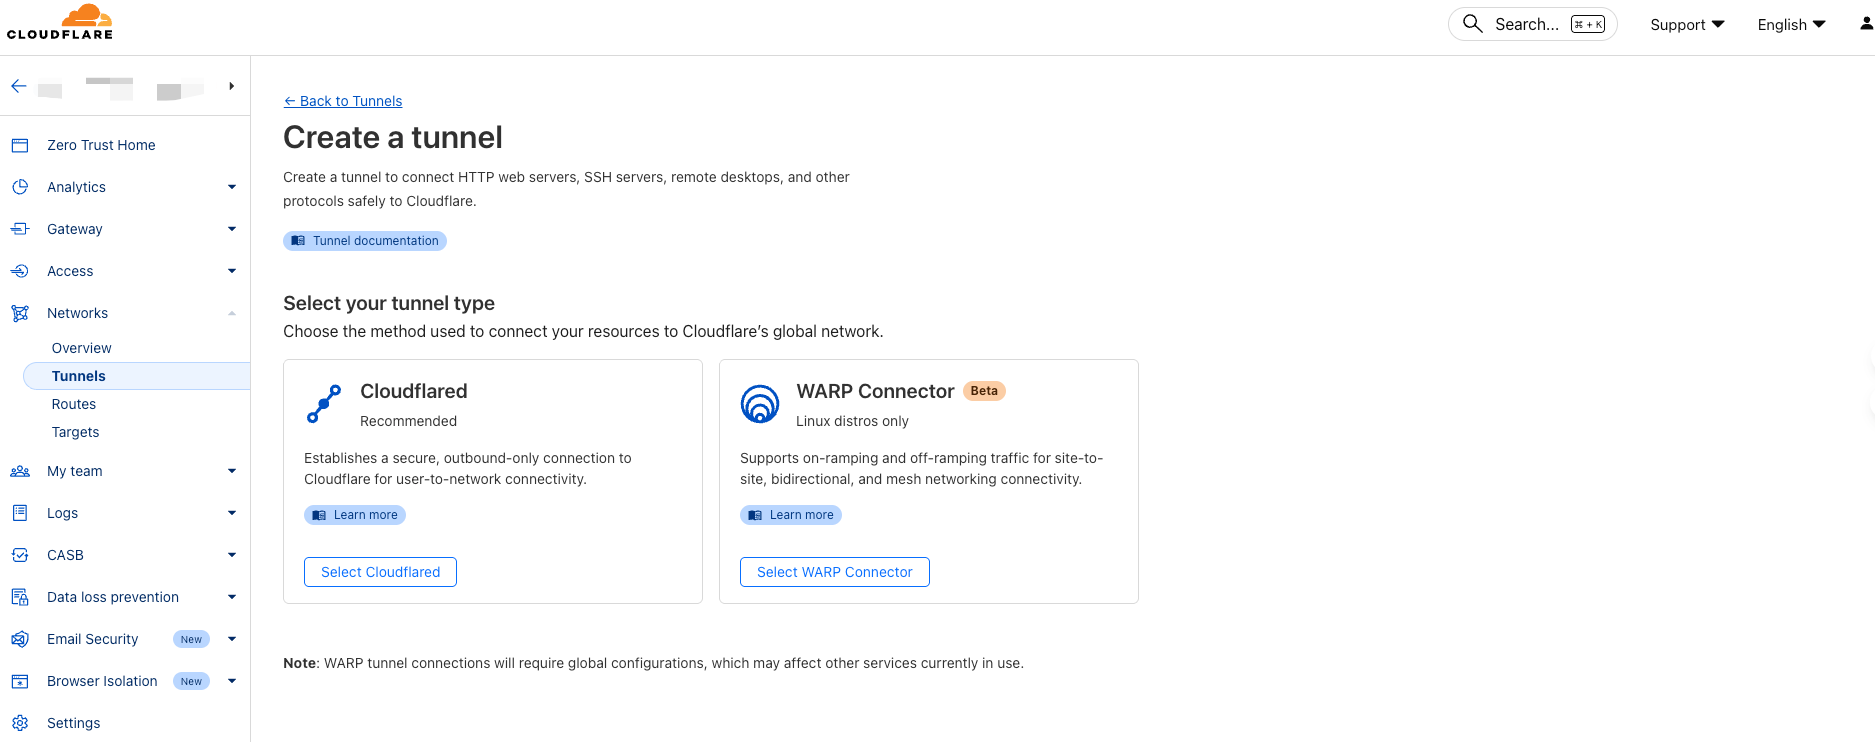 CLOUDFLARE
Search...
⌘ + K
Support
English
← Back to Tunnels
Create a tunnel
Create a tunnel to connect HTTP web servers, SSH servers, remote desktops, and other
protocols safely to Cloudflare.
Tunnel documentation
Zero Trust Home
Analytics
Gateway
Access
Networks
Overview
Tunnels
Routes
Targets
My team
Logs
CASB
Data loss prevention
Email Security New
Browser Isolation New
Settings
Select your tunnel type
Choose the method used to connect your resources to Cloudflare’s global network.
Cloudflared
Recommended
Establishes a secure, outbound-only connection to
Cloudflare for user-to-network connectivity.
Learn more
Select Cloudflared
WARP Connector Beta
Linux distros only
Supports on-ramping and off-ramping traffic for site-to-
site, bidirectional, and mesh networking connectivity.
Learn more
Select WARP Connector
Note: WARP tunnel connections will require global configurations, which may affect other services currently in use.